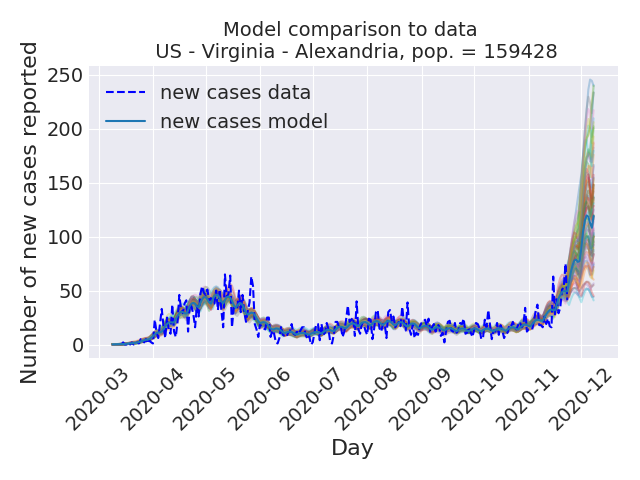 Model comparison to data
US - Virginia - Alexandria, pop. = 159428
Number of new cases reported
250
200
150
100
50
0
new cases data
new cases model
2020-03
2020-04
2020-05
2020-06
2020-07
2020-08
2020-09
2020-10
2020-11
2020-12
Day